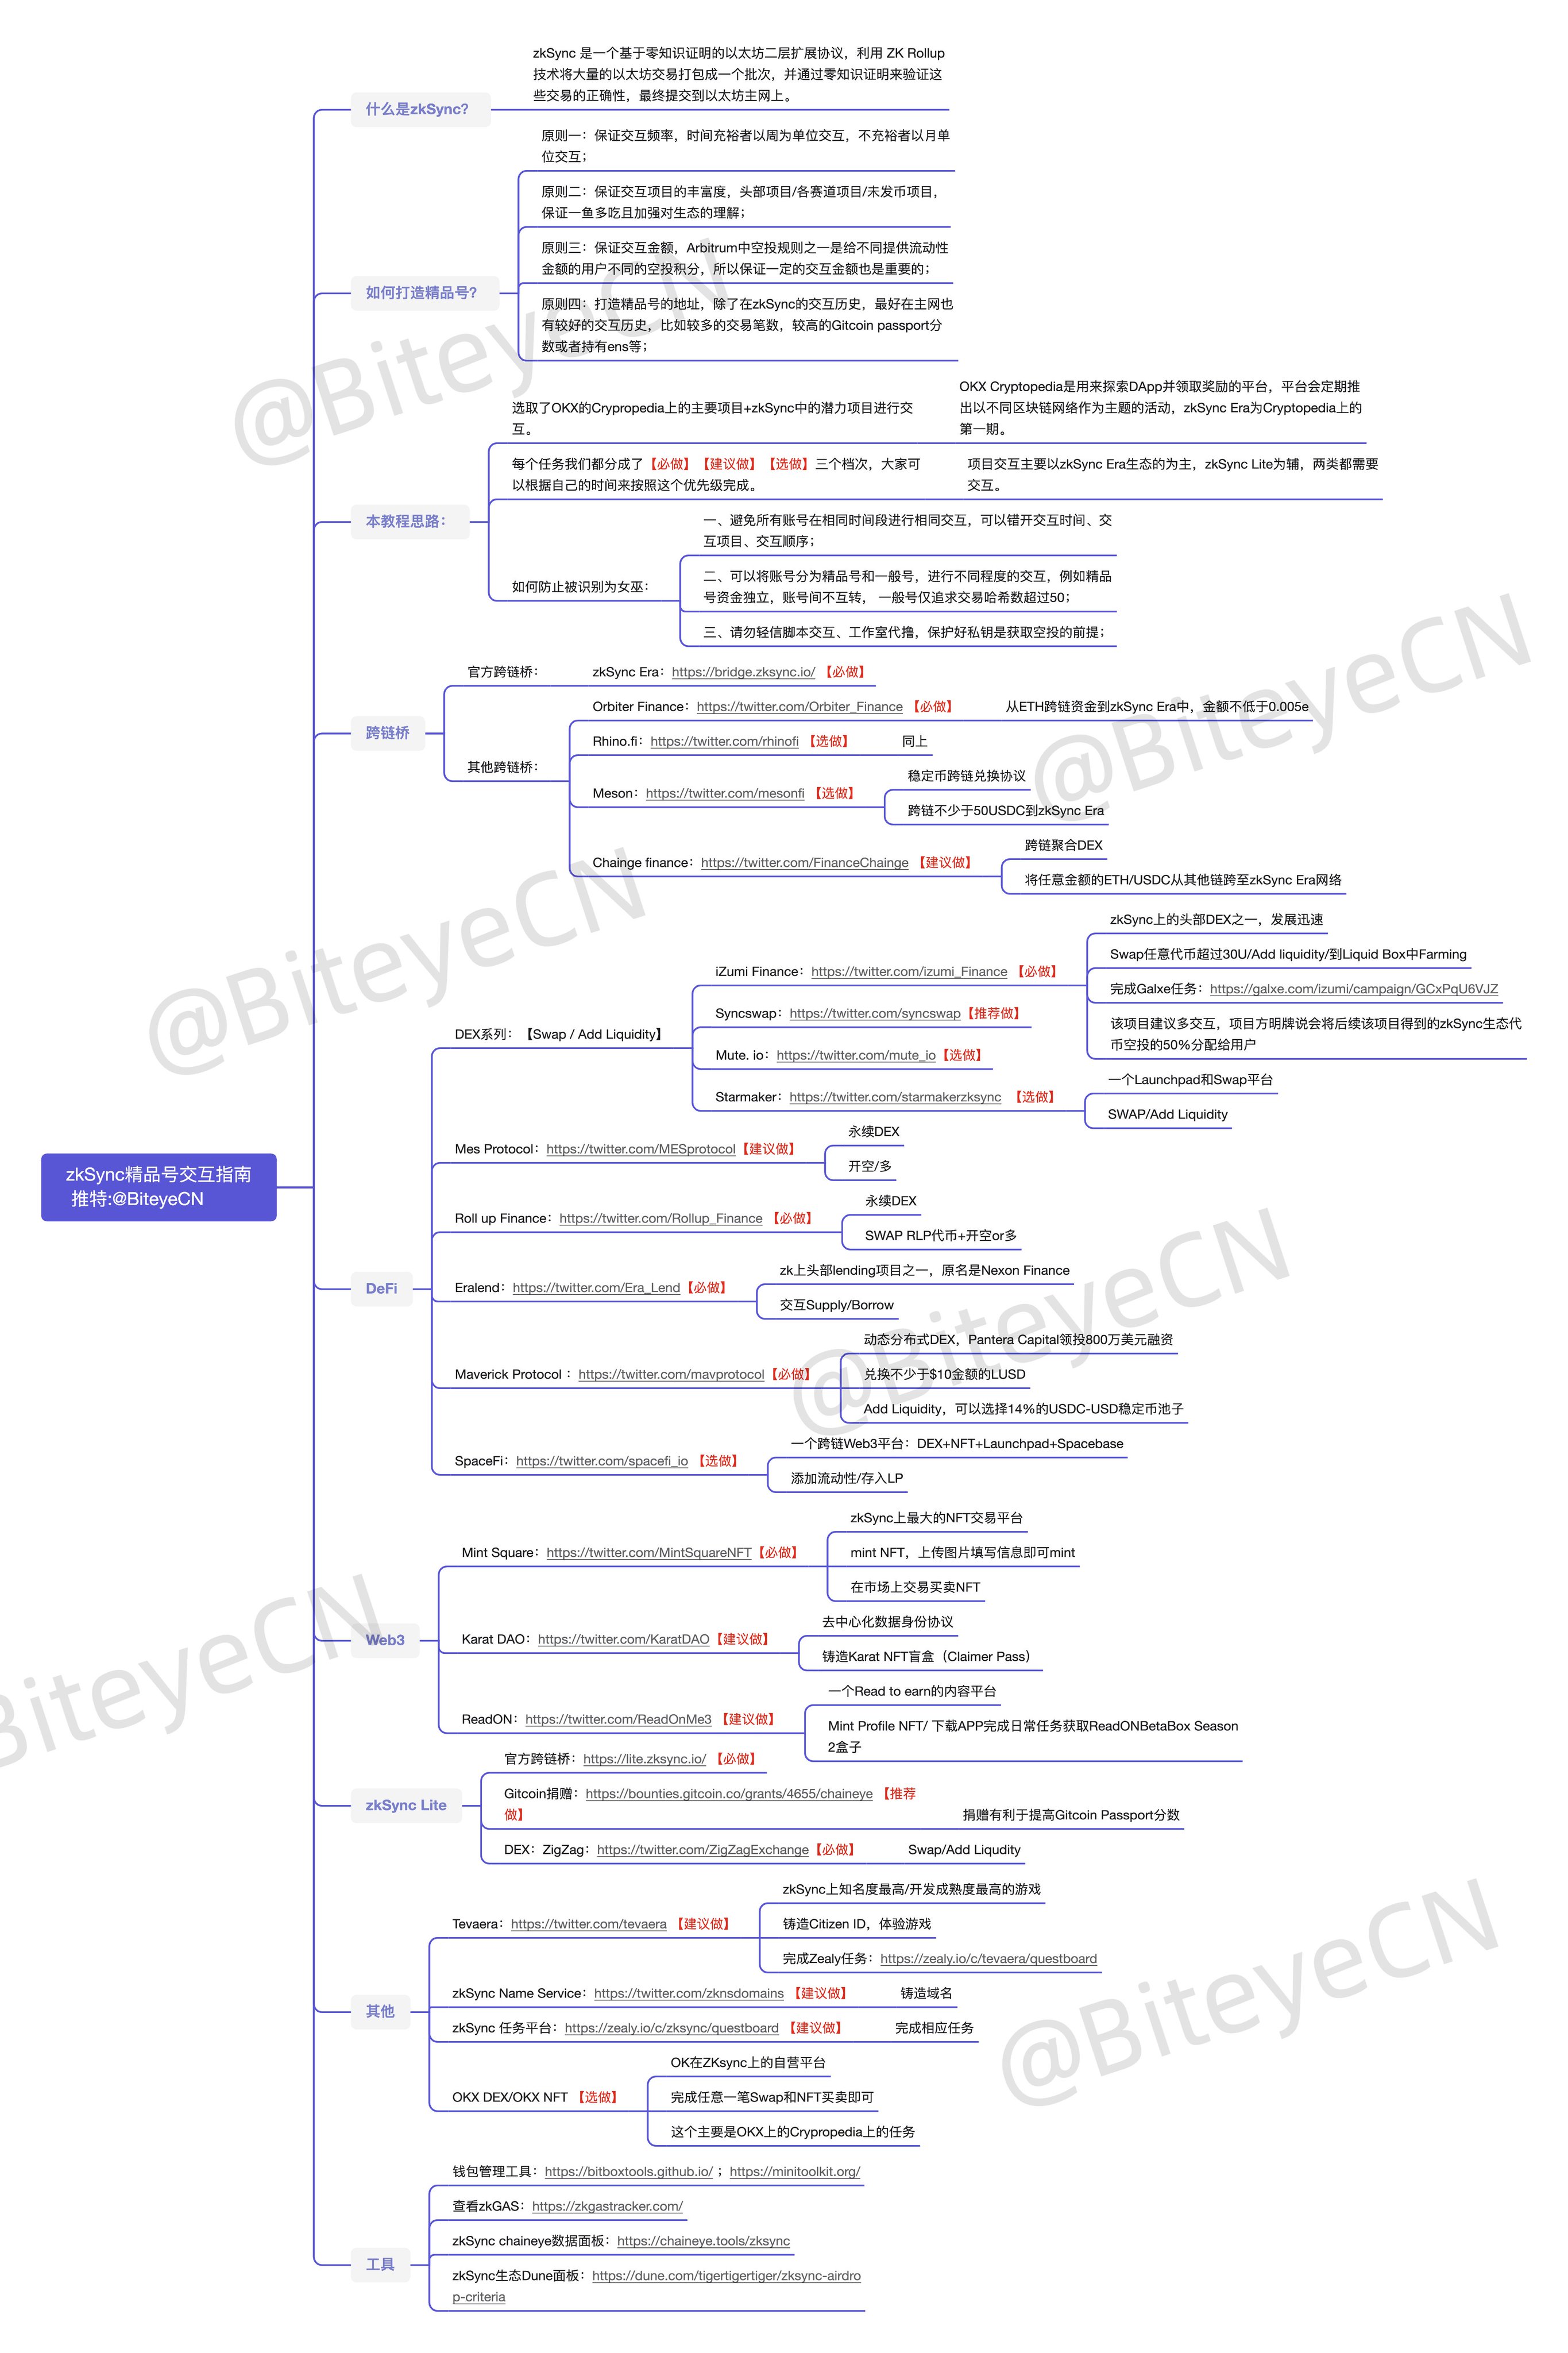 zkSync精品号交互指南
推特:@BiteyeCN
什么是zkSync?
zkSync 是一个基于零知识证明的以太坊二层扩展协议，利用 ZK Rollup
技术将大量的以太坊交易打包成一个批次，并通过零知识证明来验证这
些交易的正确性，最终提交到以太坊主网上。
如何打造精品号?
原则一：保证交互频率，时间充裕者以周为单位交互，不充裕者以月单
位交互；
原则二：保证交互项目的丰富度，头部项目/各赛道项目/未发币项目，
保证一鱼多吃且加强对生态的理解；
原则三：保证交互金额，Arbitrum中空投规则之一是给不同提供流动性
金额的用户不同的空投积分，所以保证一定的交互金额也是重要的；
原则四：打造精品号的地址，除了在zkSync的交互历史，最好在主网也
有较好的交互历史，比如较多的交易笔数，较高的Gitcoin passport分
数或者持有ens等；
本教程思路：
选取了OKX的Crypropedia上的主要项目+zkSync中的潜力项目进行交
互。
OKX Cryptopedia是用来探索DApp并领取奖励的平台，平台会定期推
出以不同区块链网络作为主题的活动，zkSync Era为Cryptopedia上的
第一期。
每个任务我们都分成了【必做】【建议做】【选做】三个档次，大家可
以根据自己的时间来按照这个优先级完成。
项目交互主要以zkSync Era生态的为主，zkSync Lite为辅，两类都需要
交互。
如何防止被识别为女巫：
一、避免所有账号在相同时间段进行相同交互，可以错开交互时间、交
互项目、交互顺序；
二、可以将账号分为精品号和一般号，进行不同程度的交互，例如精品
号资金独立，账号间不互转， 一般号仅追求交易哈希数超过50；
三、请勿轻信脚本交互、工作室代撸，保护好私钥是获取空投的前提；
跨链桥
官方跨链桥：
zkSync Era：https://bridge.zksync.io/ 【必做】
其他跨链桥：
Orbiter Finance：https://twitter.com/Orbiter_Finance 【必做】
从ETH跨链资金到zkSync Era中，金额不低于0.005e
Rhino.fi：https://twitter.com/rhinofi 【选做】
同上
Meson：https://twitter.com/mesonfi 【选做】
稳定币跨链兑换协议
跨链不少于50USDC到zkSync Era
Chainge finance：https://twitter.com/FinanceChainge 【建议做】
跨链聚合DEX
将任意金额的ETH/USDC从其他链跨至zkSync Era网络
DeFi
DEX系列：【Swap / Add Liquidity】
iZumi Finance：https://twitter.com/izumi_Finance 【必做】
zkSync上的头部DEX之一，发展迅速
Swap任意代币超过30U/Add liquidity/到Liquid Box中Farming
完成Galxe任务：https://galxe.com/izumi/campaign/GCxPqU6VJZ
该项目建议多交互，项目方明牌说会将后续该项目得到的zkSync生态代
币空投的50%分配给用户
Syncswap：https://twitter.com/syncswap【推荐做】
Mute. io：https://twitter.com/mute_io【选做】
Starmaker：https://twitter.com/starmakerzksync 【选做】
一个Launchpad和Swap平台
SWAP/Add Liquidity
Mes Protocol：https://twitter.com/MESprotocol【建议做】
永续DEX
开空/多
Roll up Finance：https://twitter.com/Rollup_Finance 【必做】
永续DEX
SWAP RLP代币+开空or多
Eralend：https://twitter.com/Era_Lend【必做】
zk上头部lending项目之一，原名是Nexon Finance
交互Supply/Borrow
Maverick Protocol：https://twitter.com/mavprotocol【必做】
动态分布式DEX，Pantera Capital领投800万美元融资
兑换不少于$10金额的LUSD
Add Liquidity，可以选择14%的USDC-USD稳定币池子
SpaceFi：https://twitter.com/spacefi_io 【选做】
一个跨链Web3平台：DEX+NFT+Launchpad+Spacebase
添加流动性/存入LP
Web3
Mint Square：https://twitter.com/MintSquareNFT【必做】
zkSync上最大的NFT交易平台
mint NFT，上传图片填写信息即可mint
在市场上交易买卖NFT
Karat DAO：https://twitter.com/KaratDAO【建议做】
去中心化数据身份协议
铸造Karat NFT盲盒（Claimer Pass）
ReadON：https://twitter.com/ReadOnMe3 【建议做】
一个Read to earn的内容平台
Mint Profile NFT/ 下载APP完成日常任务获取ReadONBetaBox Season
2盒子
zkSync Lite
官方跨链桥：https://lite.zksync.io/ 【必做】
Gitcoin捐赠：https://bounties.gitcoin.co/grants/4655/chaineye 【推荐
做】
捐赠有利于提高Gitcoin Passport分数
DEX：ZigZag：https://twitter.com/ZigZagExchange【必做】
Swap/Add Liqudity
其他
Tevaera：https://twitter.com/tevaera 【建议做】
zkSync上知名度最高/开发成熟度最高的游戏
铸造Citizen ID，体验游戏
完成Zealy任务：https://zealy.io/c/tevaera/questboard
zkSync Name Service：https://twitter.com/zknsdomains 【建议做】
铸造域名
zkSync 任务平台：https://zealy.io/c/zksync/questboard 【建议做】
完成相应任务
OKX DEX/OKX NFT 【选做】
OK在ZKsync上的自营平台
完成任意一笔Swap和NFT买卖即可
这个主要是OKX上的Crypropedia上的任务
工具
钱包管理工具：https://bitboxtools.github.io/ ；https://minitoolkit.org/
查看zkGAS：https://zkgastracker.com/
zkSync chaineye数据面板：https://chaineye.tools/zksync
zkSync生态Dune面板：https://dune.com/tigertigertiger/zksync-airdro
p-criteria
@BiteyeCN
@BiteyeCN
@BiteyeCN
@BiteyeCN
BiteyeCN
@BiteyeCN